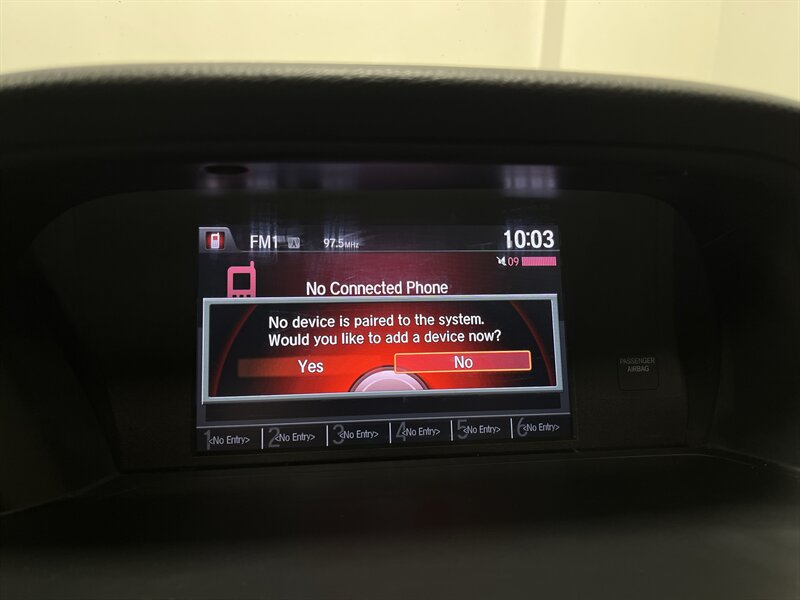 FM1 97.5MHz 10:03
09
No Connected Phone
No device is paired to the system.
Would you like to add a device now?
Yes No
1 <No Entry> 2 <No Entry> 3 <No Entry> 4 <No Entry> 5 <No Entry> 6 <No Entry>
PASSENGER
AIRBAG